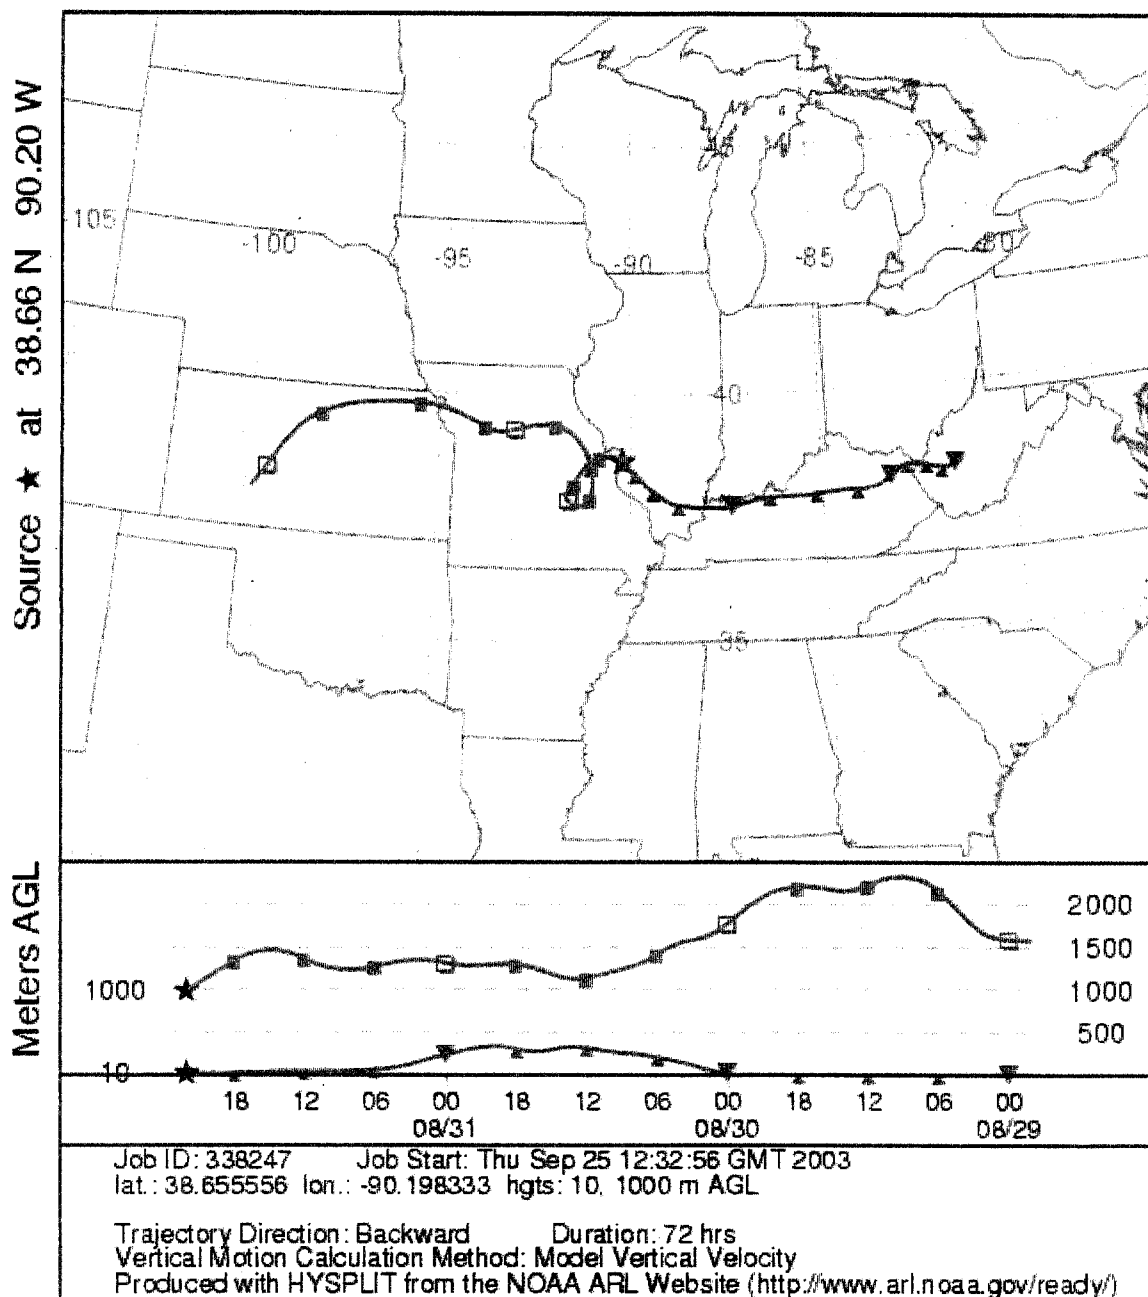 Source ★ at 38.66 N 90.20 W
-105
-100
-95
-90
-85
-80
45
40
35
Meters AGL
2000
1500
1000
1000
500
10
18 12 06 00 18 12 06 00 18 12 06 00
08/31 08/30 08/29
Job ID: 338247 Job Start: Thu Sep 25 12:32:56 GMT 2003
lat.: 38.655556 lon.: -90.198333 hgts: 10, 1000 m AGL
Trajectory Direction: Backward Duration: 72 hrs
Vertical Motion Calculation Method: Model Vertical Velocity
Produced with HYSPLIT from the NOAA ARL Website (http://www.arl.noaa.gov/ready/)